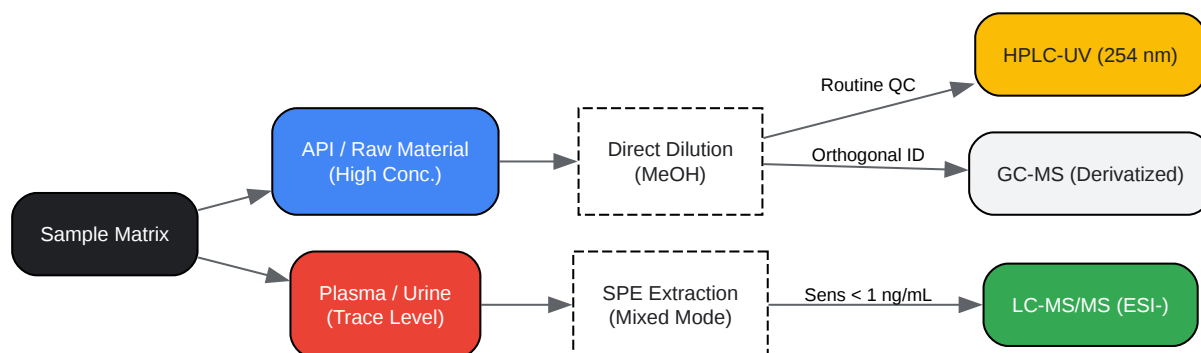 Sample Matrix
API / Raw Material
(High Conc.)
Direct Dilution
(MeOH)
Routine QC
HPLC-UV (254 nm)
Orthogonal ID
GC-MS (Derivatized)
Plasma / Urine
(Trace Level)
SPE Extraction
(Mixed Mode)
Sens < 1 ng/mL
LC-MS/MS (ESI-)